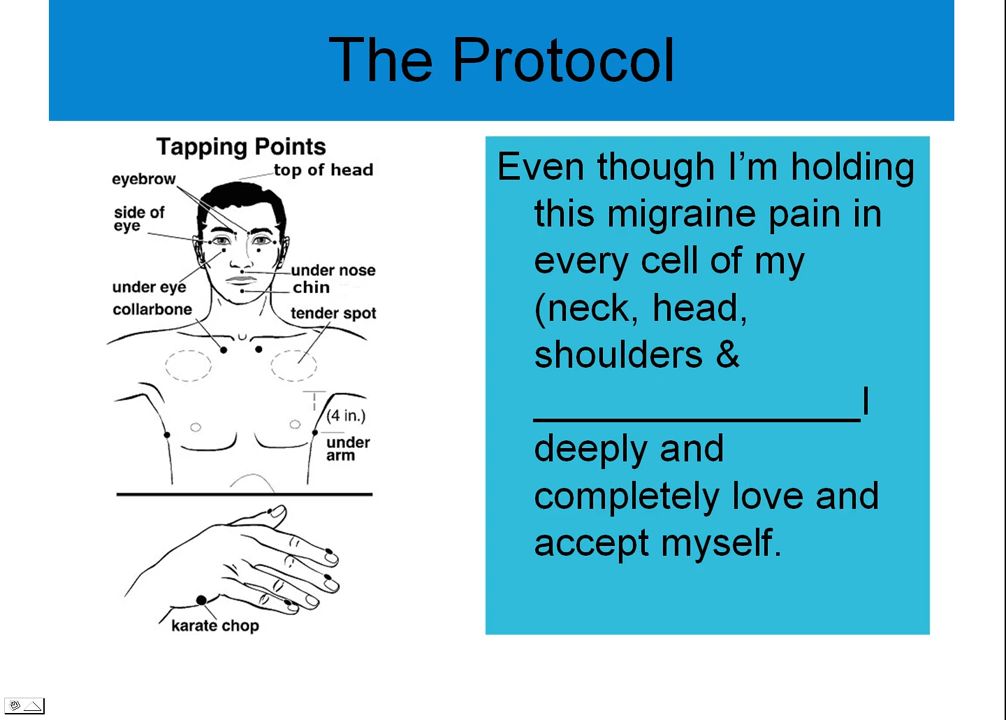 The Protocol
Tapping Points
top of head
eyebrow
side of
eye
under nose
under eye
chin
collarbone
tender spot
(4 in.)
under
arm
karate chop
Even though I’m holding
this migraine pain in
every cell of my
(neck, head,
shoulders &
_______________I
deeply and
completely love and
accept myself.